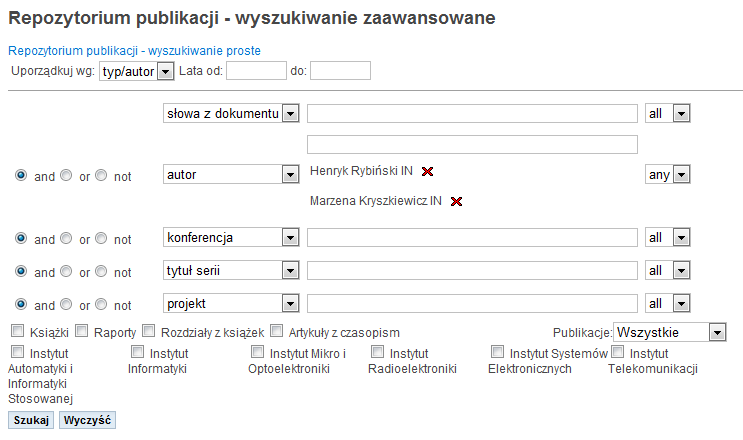 Repozytorium publikacji - wyszukiwanie zaawansowane
Repozytorium publikacji - wyszukiwanie proste
Uporządkuj wg: typ/autor Lata od: do:
słowa z dokumentu all
and or not autor Henryk Rybiński IN any
Marzena Kryszkiewicz IN
and or not konferencja all
and or not tytuł serii all
and or not projekt all
Książki Raporty Rozdziały z książek Artykuły z czasopism Publikacje: Wszystkie
Instytut Instytut Instytut Mikro i Instytut Instytut Systemów Instytut
Automatyki i Informatyki Optoelektroniki Radioelektroniki Elektronicznych Telekomunikacji
Informatyki
Stosowanej
Szukaj Wyczyść